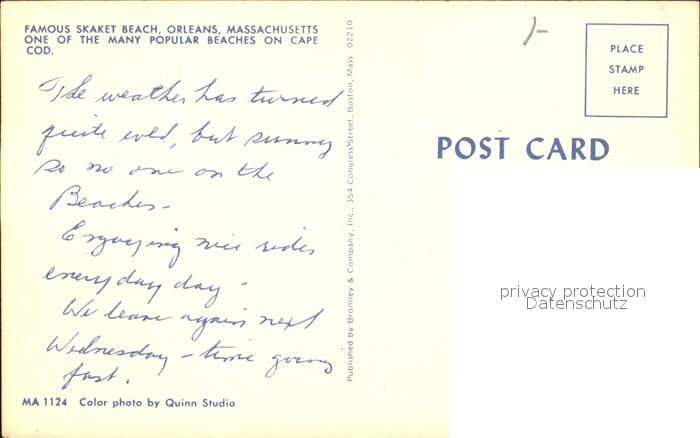 FAMOUS SKAKET BEACH, ORLEANS, MASSACHUSETTS
ONE OF THE MANY POPULAR BEACHES ON CAPE
COD.
The weather has turned
quite cold, but sunny
so no one on the
Beaches-
Enjoying nice rides
everyday day -
We leave again next
Wednesday - time going
fast.
MA 1124 Color photo by Quinn Studio
Published by Bromley & Company, Inc., 354 Congress Street, Boston, Mass. 02210
1-
PLACE
STAMP
HERE
POST CARD
privacy protection
Datenschutz